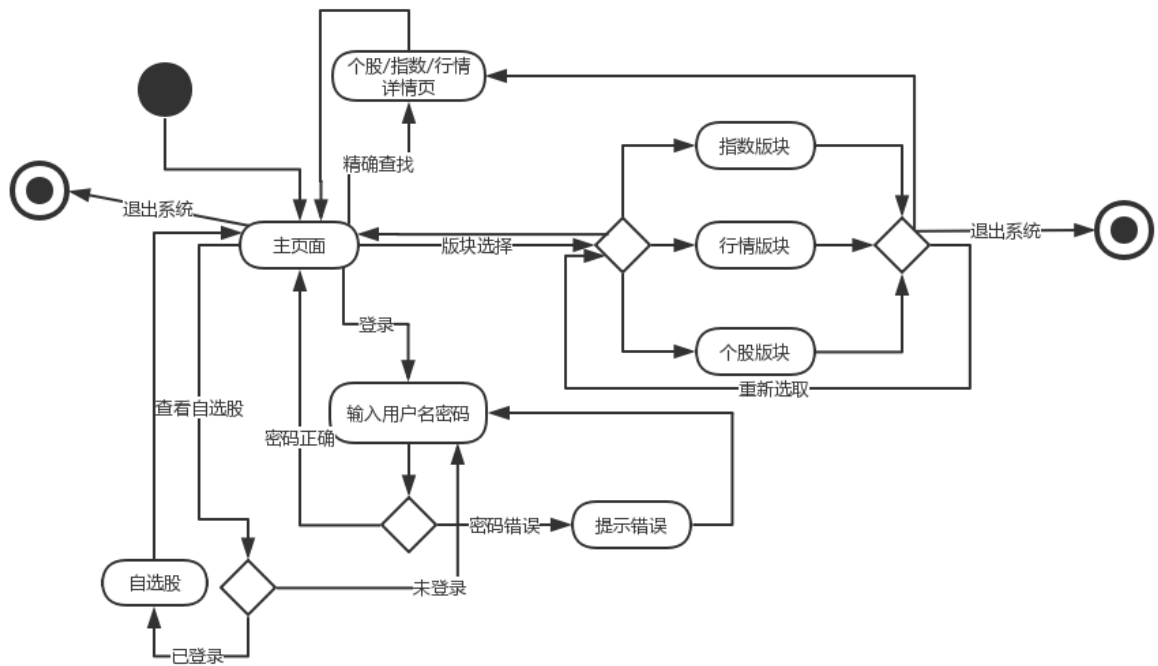 个股/指数/行情
详情页
指数版块
精确查找
退出系统
主页面
版块选择
行情版块
退出系统
登录
个股版块
重新选取
查看自选股
输入用户名密码
密码正确
密码错误
提示错误
自选股
未登录
已登录